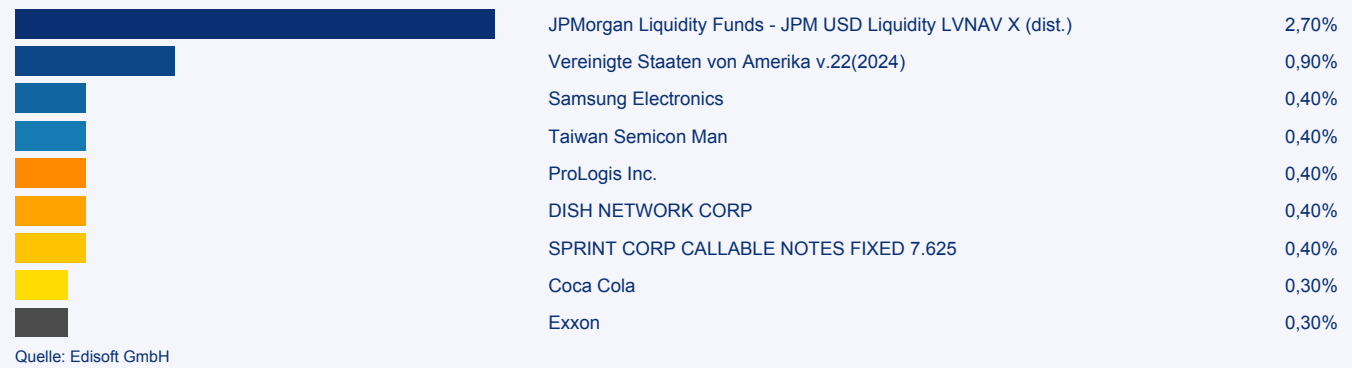 JPMorgan Liquidity Funds - JPM USD Liquidity LVNAV X (dist.) 2,70%
Vereinigte Staaten von Amerika v.22(2024) 0,90%
Samsung Electronics 0,40%
Taiwan Semicon Man 0,40%
ProLogis Inc. 0,40%
DISH NETWORK CORP 0,40%
SPRINT CORP CALLABLE NOTES FIXED 7.625 0,40%
Coca Cola 0,30%
Exxon 0,30%
Quelle: Edisoft GmbH